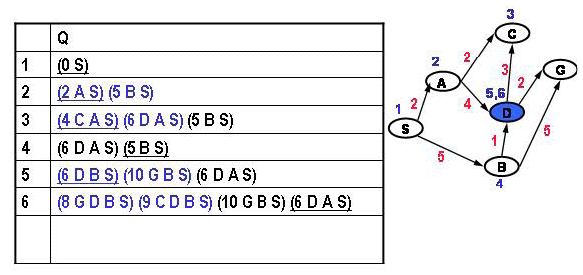 Q
1 (0 S)
2 (2 A S) (5 B S)
3 (4 C A S) (6 D A S) (5 B S)
4 (6 D A S) (5 B S)
5 (6 D B S) (10 G B S) (6 D A S)
6 (8 G D B S) (9 C D B S) (10 G B S) (6 D A S)
3
C
2
G
2
A
3
2
5,6
4
D
1
2
S
1
5
5
B
4